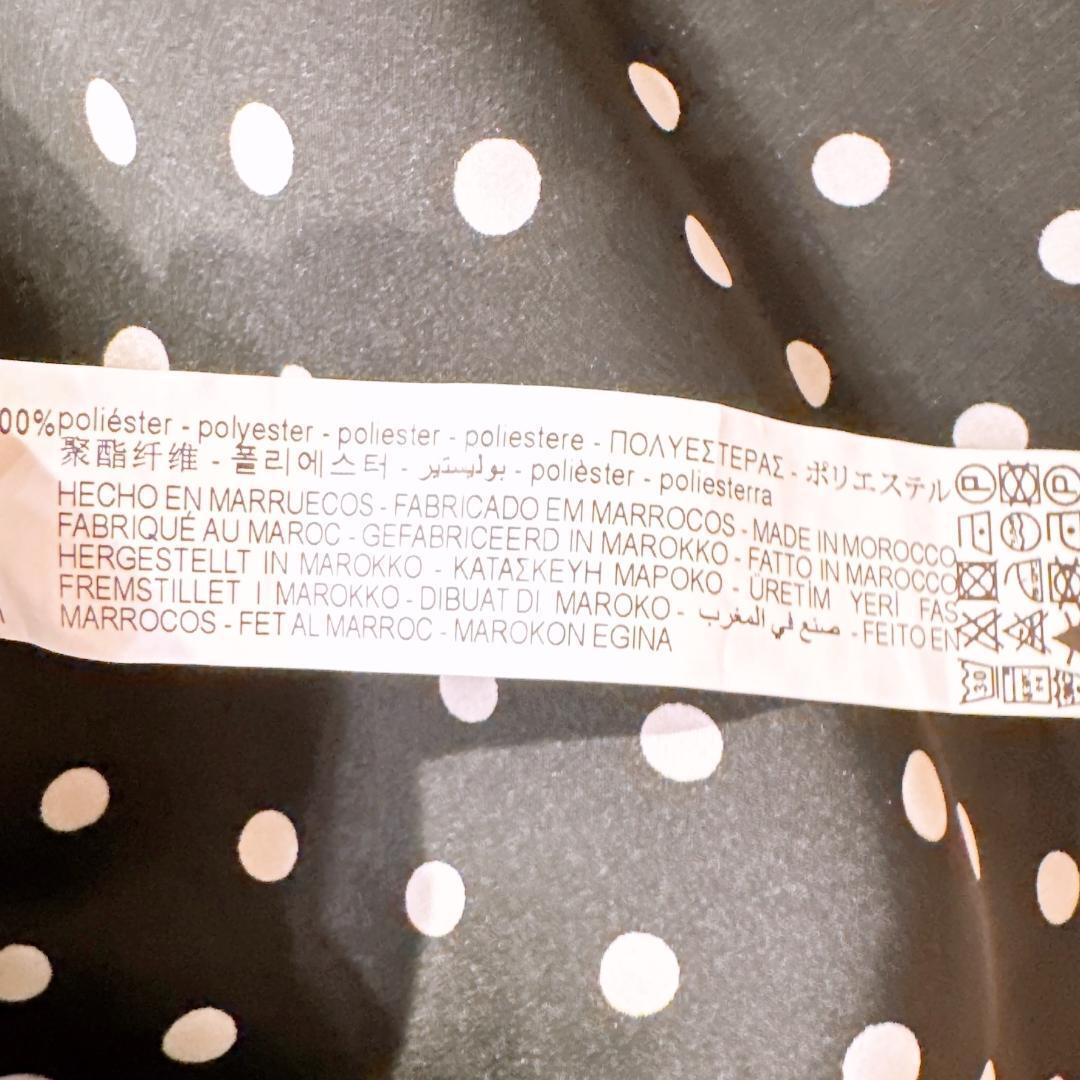 00% poliéster - polyester - poliester - poliestere - ΠΟΛΥΕΣΤΕΡΑΣ - ポリエステル
聚酯纤维 - 폴리에스터 - بوليستير - polièster - poliesterra
HECHO EN MARRUECOS - FABRICADO EM MARROCOS - MADE IN MOROCCO
FABRIQUÉ AU MAROC - GEFABRICEERD IN MAROKKO - FATTO IN MAROCCO
HERGESTELLT IN MAROKKO - ΚΑΤΑΣΚΕΥΗ ΜΑΡΟΚΟ - ÜRETİM YERİ FAS
FREMSTILLET I MAROKKO - DIBUAT DI MAROKO - صنع في المغرب - FEITO EN
MARROCOS - FET AL MARROC - MAROKON EGINA
P P
30